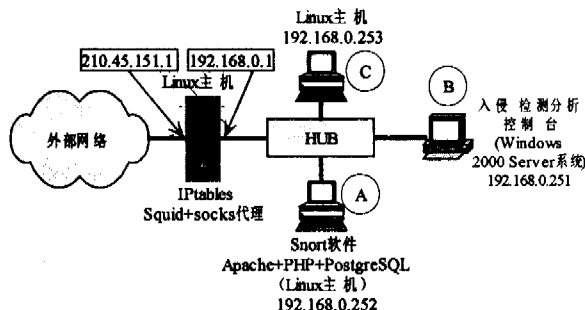 Linux主 机
192.168.0.253
210.45.151.1
192.168.0.1
Linux主 机
C
B
外部网络
HUB
入 侵 检 测 分 析
控 制 台
(Windows
2000 Server系统)
192.168.0.251
IPtables
Squid+socks代理
A
Snort软件
Apache+PHP+PostgreSQL
(Linux主 机)
192.168.0.252